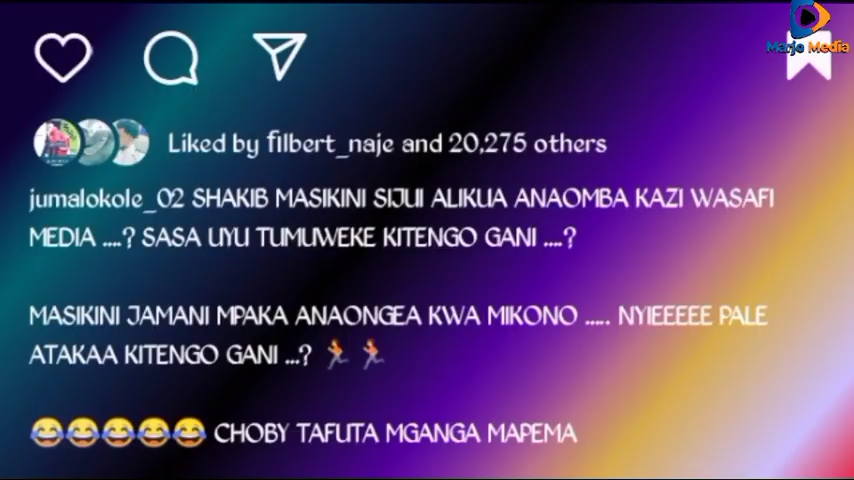 Marjo Media
Liked by filbert_naje and 20,275 others
jumalokole_02 SHAKIB MASIKINI SIJUI ALIKUA ANAOMBA KAZI WASAFI
MEDIA ....? SASA UYU TUMUWEKE KITENGO GANI ....?
MASIKINI JAMANI MPAKA ANAONGEA KWA MIKONO ..... NYIEEEEE PALE
ATAKAA KITENGO GANI ...? 🏃🏃
😂😂😂😂😂 CHOBY TAFUTA MGANGA MAPEMA